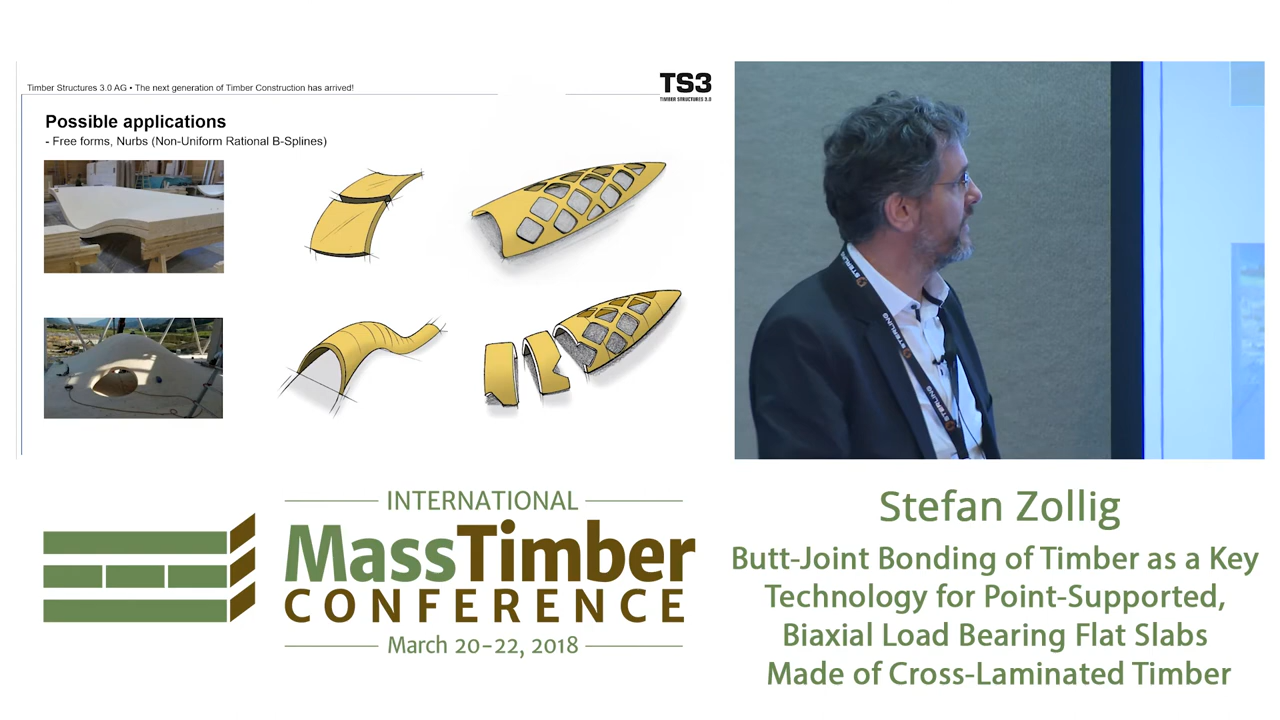 Timber Structures 3.0 AG • The next generation of Timber Construction has arrived!
TS3
TIMBER STRUCTURES 3.0
Possible applications
- Free forms, Nurbs (Non-Uniform Rational B-Splines)
STERLING
STERLING
STERLING
INTERNATIONAL
MassTimber
CONFERENCE
March 20–22, 2018
Stefan Zollig
Butt-Joint Bonding of Timber as a Key
Technology for Point-Supported,
Biaxial Load Bearing Flat Slabs
Made of Cross-Laminated Timber